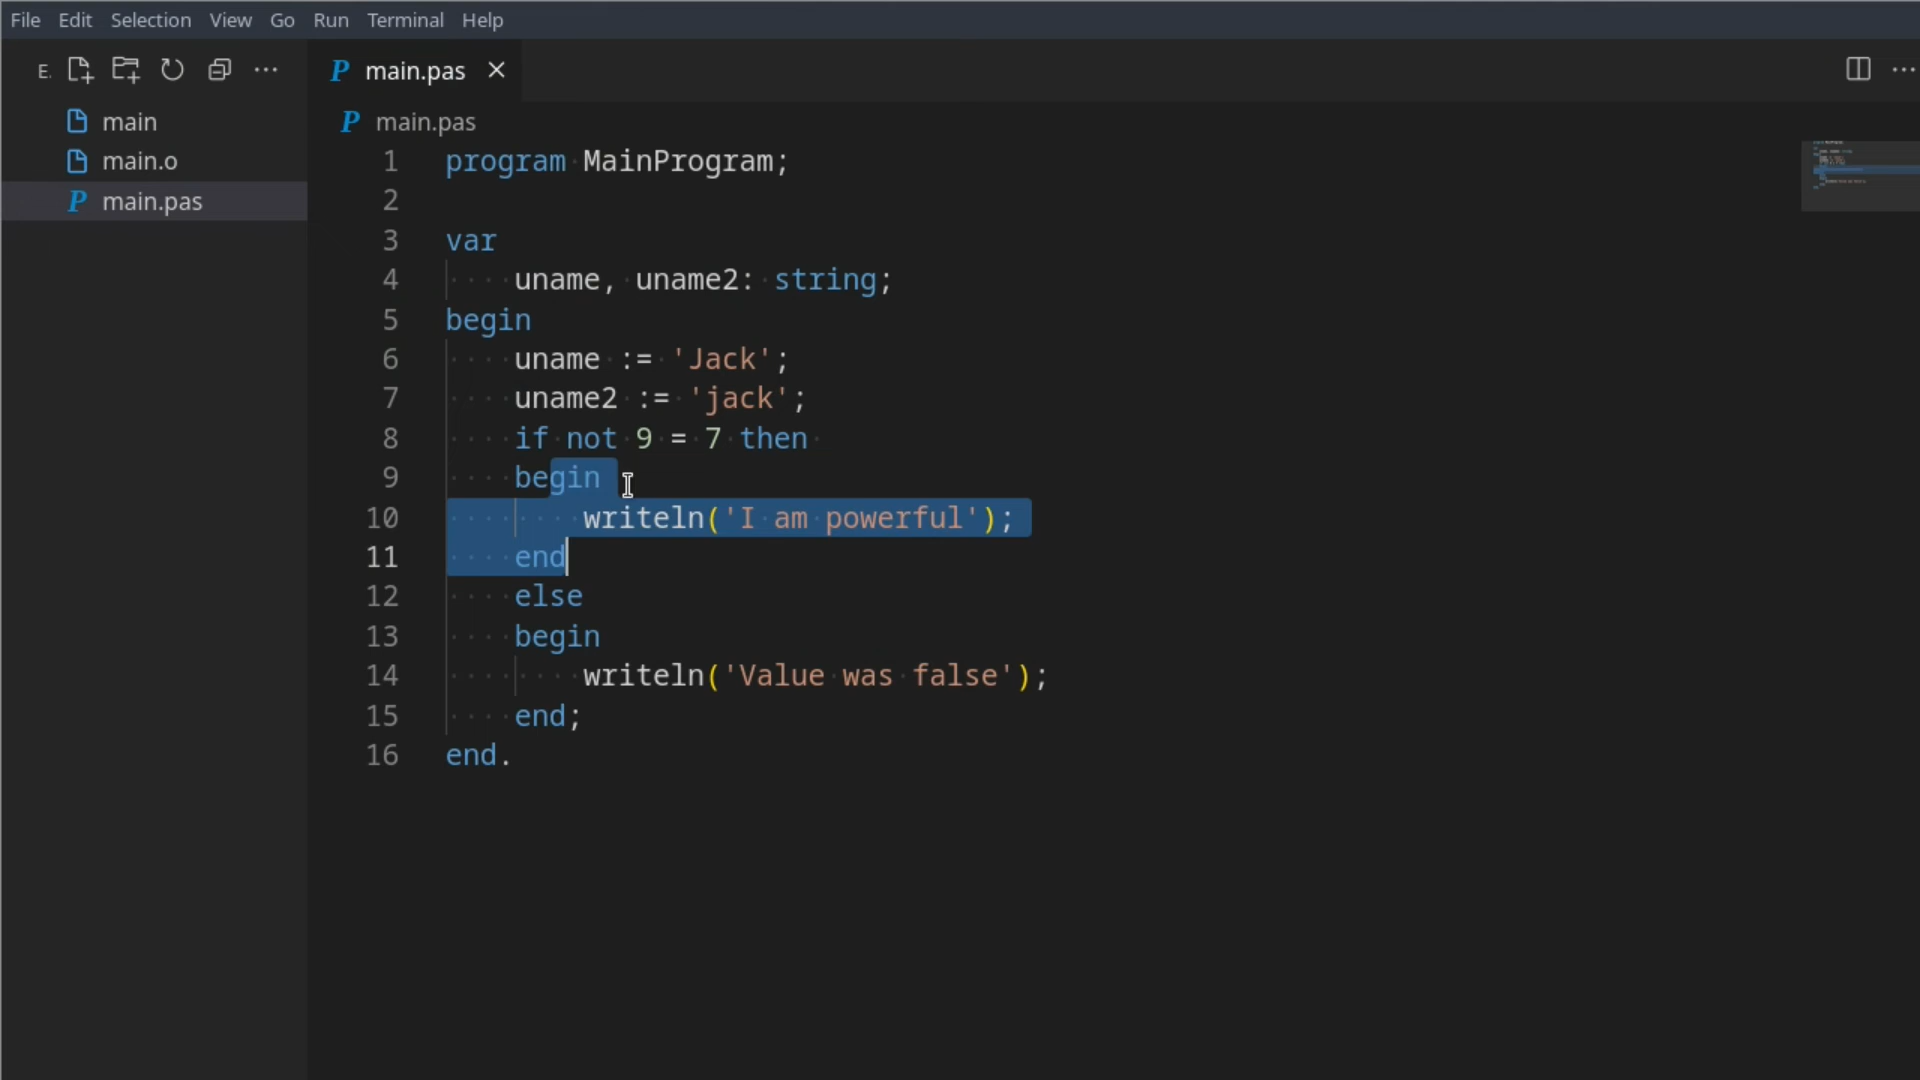 File Edit Selection View Go Run Terminal Help
E.
main
main.o
main.pas
main.pas
main.pas
1 program MainProgram;
2
3 var
4 uname, uname2: string;
5 begin
6 uname := 'Jack';
7 uname2 := 'jack';
8 if not 9 = 7 then
9 begin
10 writeln('I am powerful');
11 end
12 else
13 begin
14 writeln('Value was false');
15 end;
16 end.